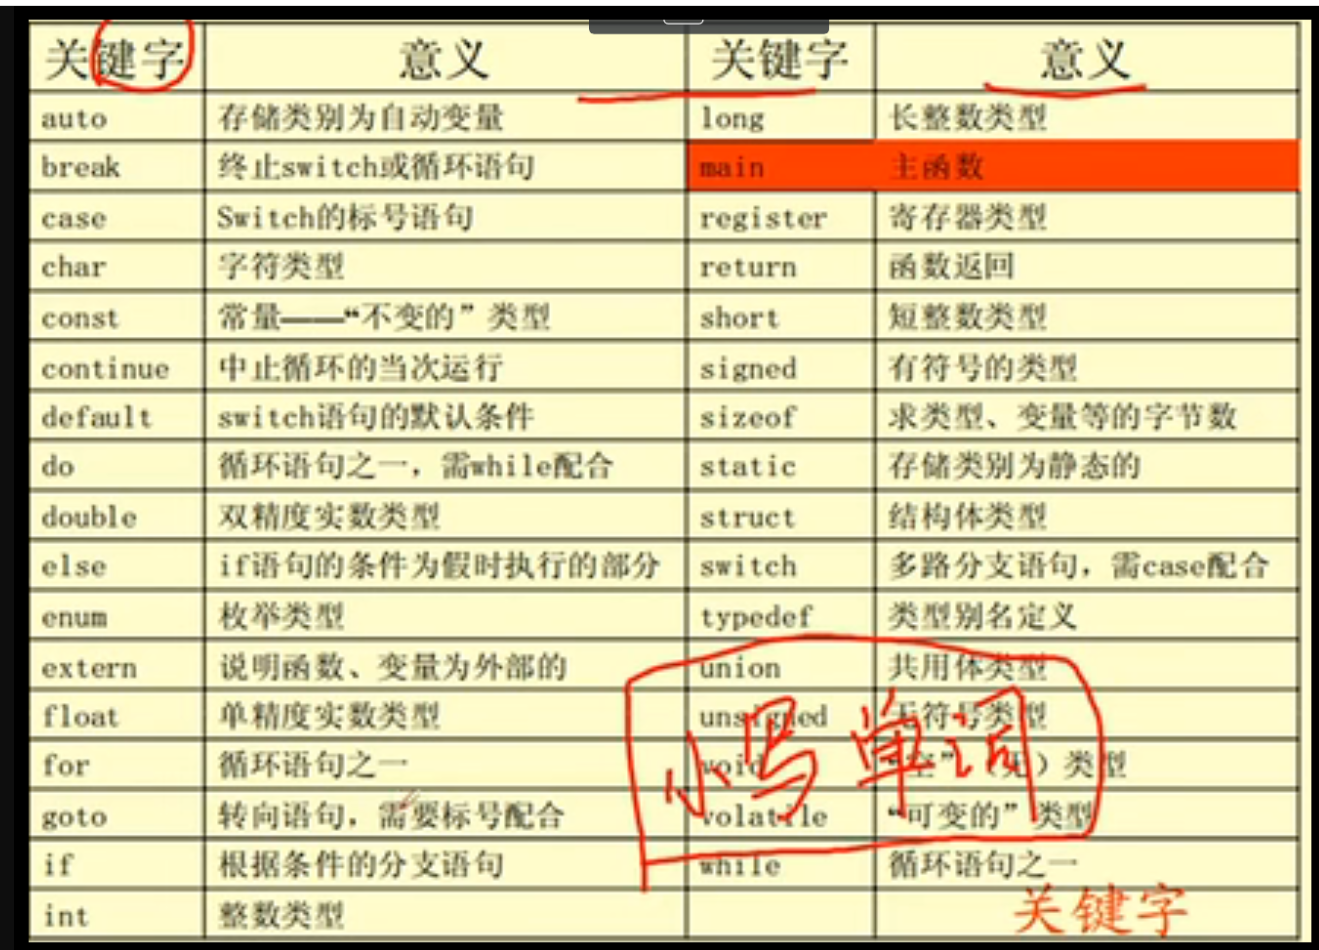 关键字 意义 关键字 意义
auto 存储类别为自动变量 long 长整数类型
break 终止switch或循环语句 main 主函数
case Switch的标号语句 register 寄存器类型
char 字符类型 return 函数返回
const 常量——“不变的”类型 short 短整数类型
continue 中止循环的当次运行 signed 有符号的类型
default switch语句的默认条件 sizeof 求类型、变量等的字节数
do 循环语句之一，需while配合 static 存储类别为静态的
double 双精度实数类型 struct 结构体类型
else if语句的条件为假时执行的部分 switch 多路分支语句，需case配合
enum 枚举类型 typedef 类型别名定义
extern 说明函数、变量为外部的 union 共用体类型
float 单精度实数类型 unsigned 无符号类型
for 循环语句之一 void “空”（无）类型
小写单词
goto 转向语句，需要标号配合 volatile “可变的”类型
if 根据条件的分支语句 while 循环语句之一
int 整数类型
关键字